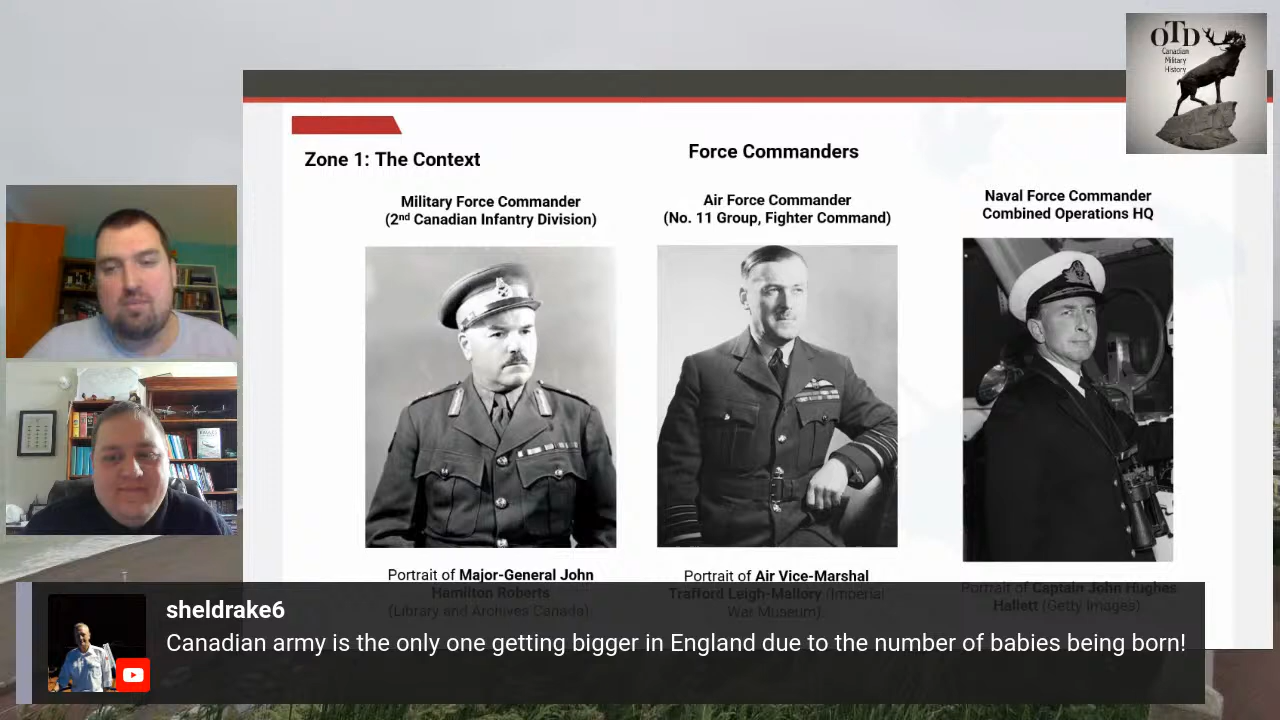 OTD
Canadian
Military
History
Zone 1: The Context
Force Commanders
Military Force Commander
(2nd Canadian Infantry Division)
Air Force Commander
(No. 11 Group, Fighter Command)
Naval Force Commander
Combined Operations HQ
Portrait of Major-General John
Hamilton Roberts
(Library and Archives Canada)
Portrait of Air Vice-Marshal
Trafford Leigh-Mallory (Imperial
War Museum)
Portrait of Captain John Hughes
Hallett (Getty Images)
sheldrake6
Canadian army is the only one getting bigger in England due to the number of babies being born!